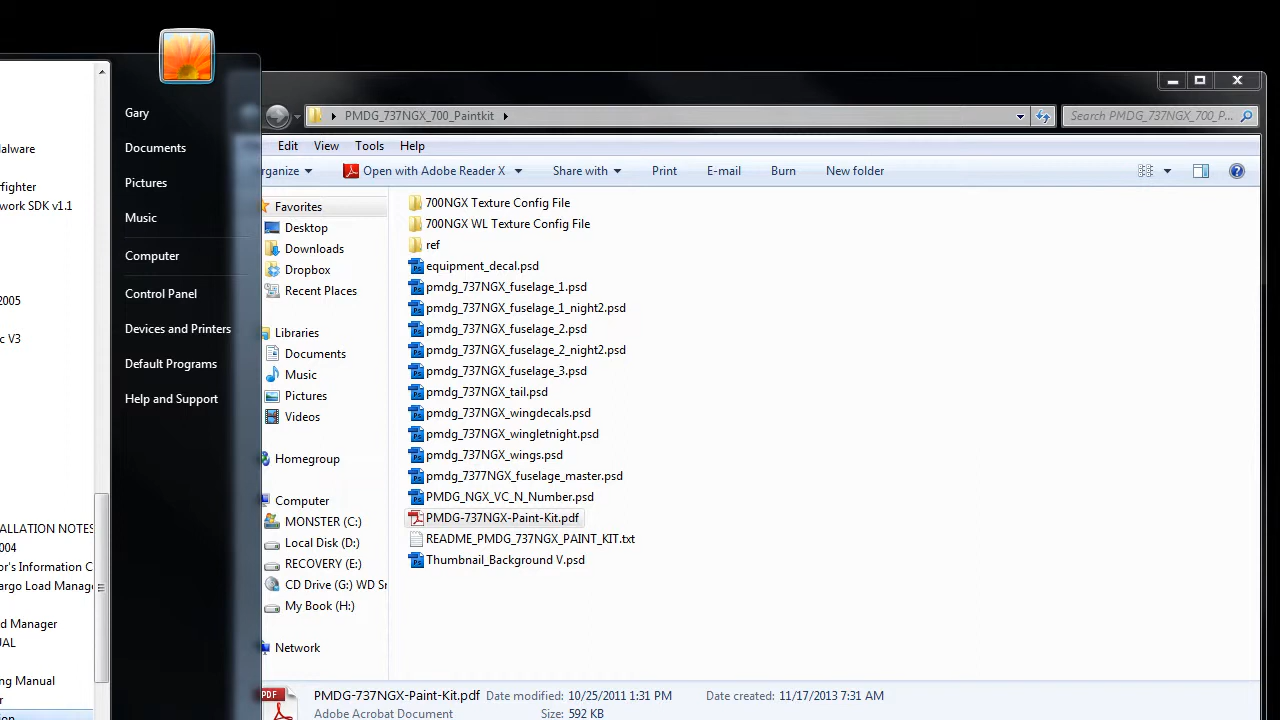 alware
fighter
work SDK v1.1
2005
c V3
ALLATION NOTES
004
or's Information C
argo Load Manage
d Manager
UAL
ing Manual
Gary
Documents
Pictures
Music
Computer
Control Panel
Devices and Printers
Default Programs
Help and Support
PMDG_737NGX_700_Paintkit
Search PMDG_737NGX_700_P...
Edit View Tools Help
rganize Open with Adobe Reader X Share with Print E-mail Burn New folder
Favorites
Desktop
Downloads
Dropbox
Recent Places
Libraries
Documents
Music
Pictures
Videos
Homegroup
Computer
MONSTER (C:)
Local Disk (D:)
RECOVERY (E:)
CD Drive (G:) WD Sr
My Book (H:)
Network
700NGX Texture Config File
700NGX WL Texture Config File
ref
equipment_decal.psd
pmdg_737NGX_fuselage_1.psd
pmdg_737NGX_fuselage_1_night2.psd
pmdg_737NGX_fuselage_2.psd
pmdg_737NGX_fuselage_2_night2.psd
pmdg_737NGX_fuselage_3.psd
pmdg_737NGX_tail.psd
pmdg_737NGX_wingdecals.psd
pmdg_737NGX_wingletnight.psd
pmdg_737NGX_wings.psd
pmdg_7377NGX_fuselage_master.psd
PMDG_NGX_VC_N_Number.psd
PMDG-737NGX-Paint-Kit.pdf
README_PMDG_737NGX_PAINT_KIT.txt
Thumbnail_Background V.psd
PDF
PMDG-737NGX-Paint-Kit.pdf Date modified: 10/25/2011 1:31 PM Date created: 11/17/2013 7:31 AM
Adobe Acrobat Document Size: 592 KB